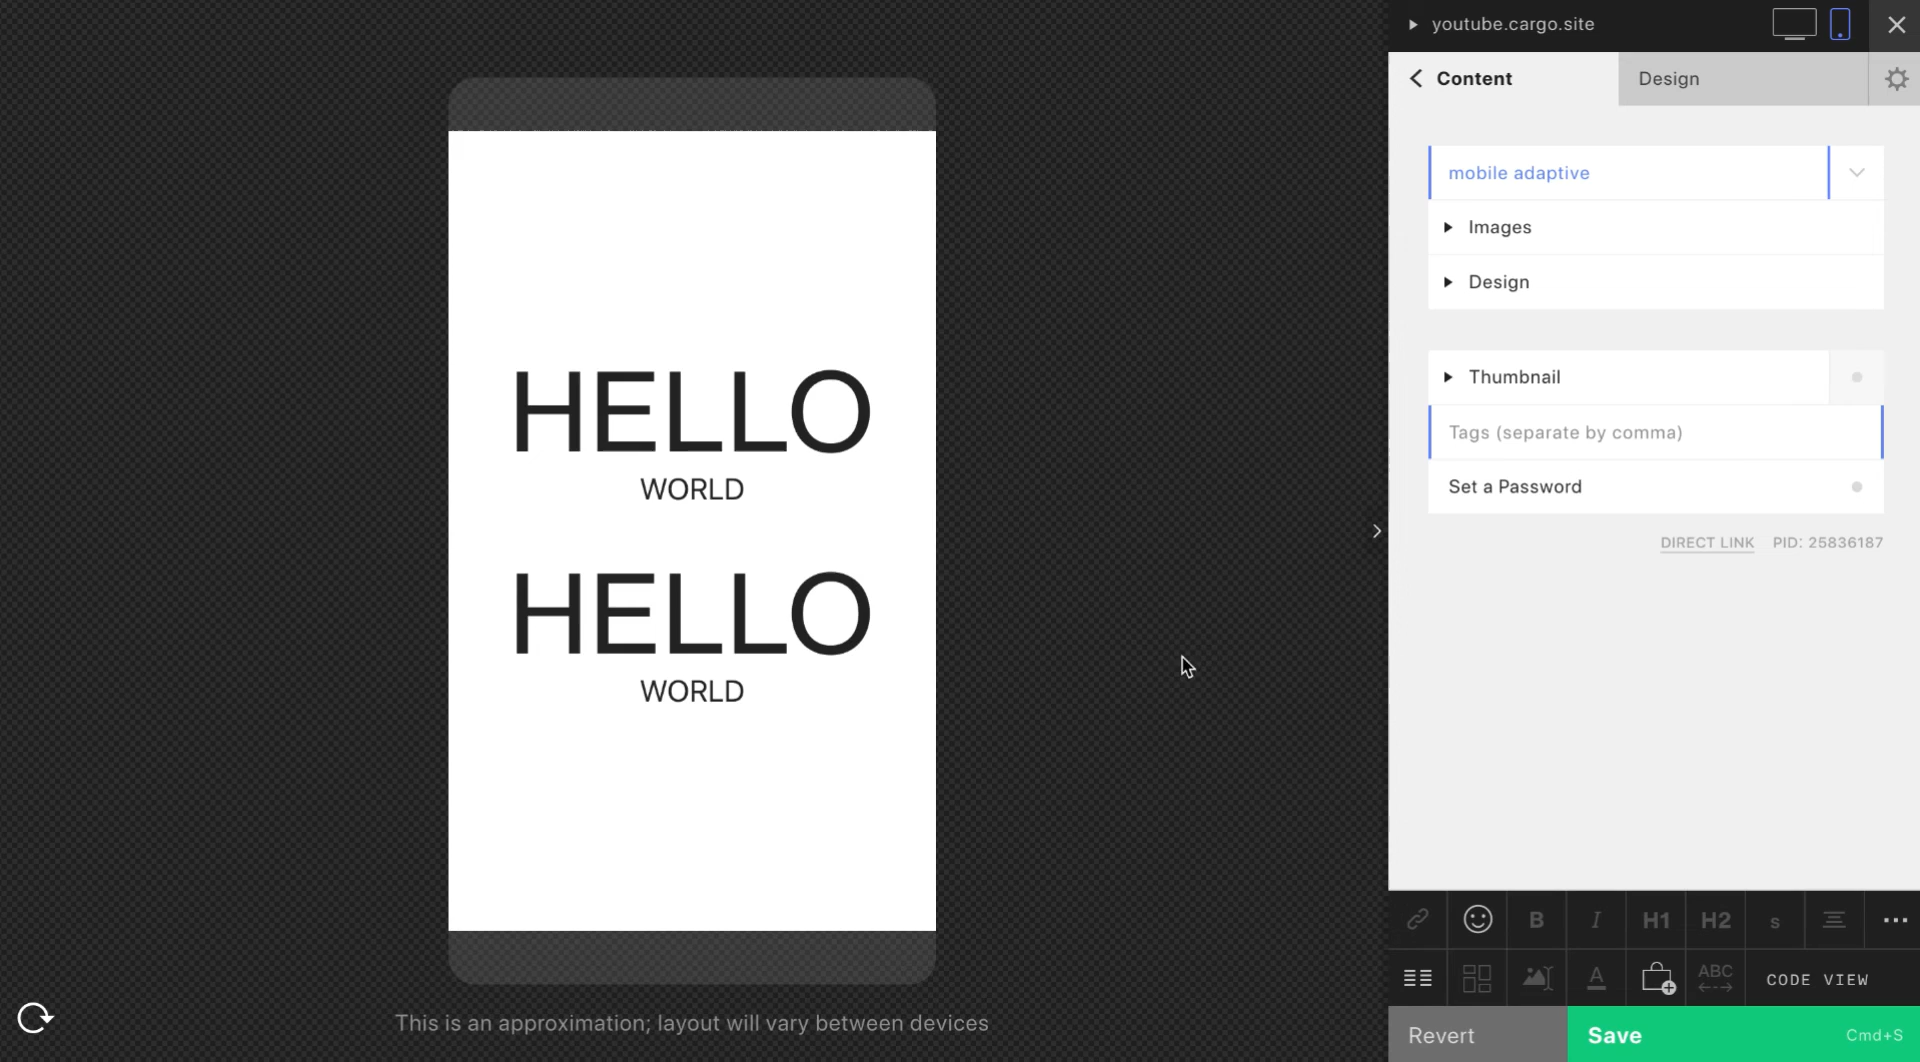 youtube.cargo.site
Content
Design
mobile adaptive
Images
Design
HELLO
WORLD
HELLO
WORLD
Thumbnail
Tags (separate by comma)
Set a Password
DIRECT LINK PID: 25836187
B I H1 H2 s
A ABC CODE VIEW
This is an approximation; layout will vary between devices
Revert
Save Cmd+S